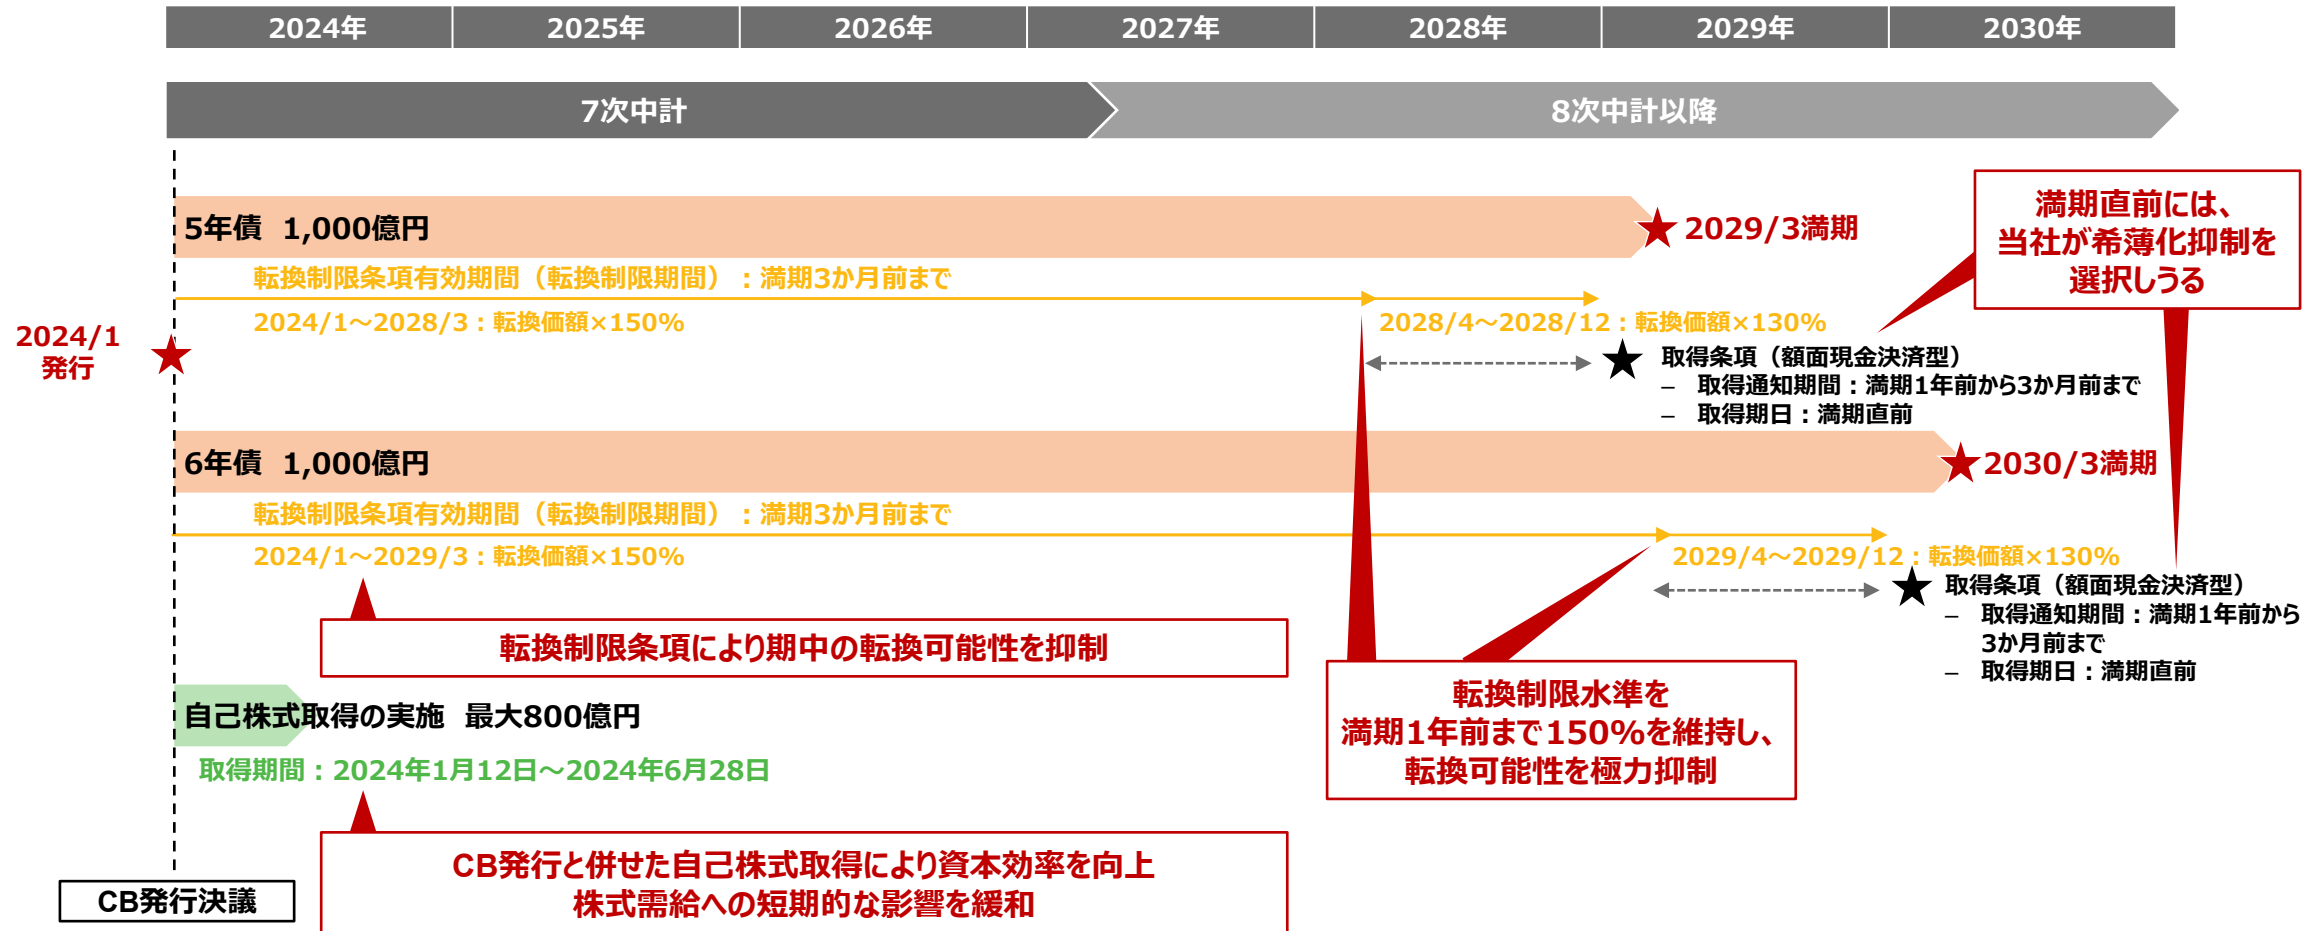 2024年 2025年 2026年 2027年 2028年 2029年 2030年
7次中計 8次中計以降
満期直前には、
当社が希薄化抑制を
選択しうる
5年債 1,000億円
2029/3満期
転換制限条項有効期間（転換制限期間）：満期3か月前まで
2024/1～2028/3：転換価額×150%
2028/4～2028/12：転換価額×130%
2024/1
発行
取得条項（額面現金決済型）
– 取得通知期間：満期1年前から3か月前まで
– 取得期日：満期直前
6年債 1,000億円
2030/3満期
転換制限条項有効期間（転換制限期間）：満期3か月前まで
2024/1～2029/3：転換価額×150%
2029/4～2029/12：転換価額×130%
取得条項（額面現金決済型）
– 取得通知期間：満期1年前から
3か月前まで
– 取得期日：満期直前
転換制限条項により期中の転換可能性を抑制
転換制限水準を
満期1年前まで150%を維持し、
転換可能性を極力抑制
自己株式取得の実施 最大800億円
取得期間：2024年1月12日～2024年6月28日
CB発行と併せた自己株式取得により資本効率を向上
株式需給への短期的な影響を緩和
CB発行決議